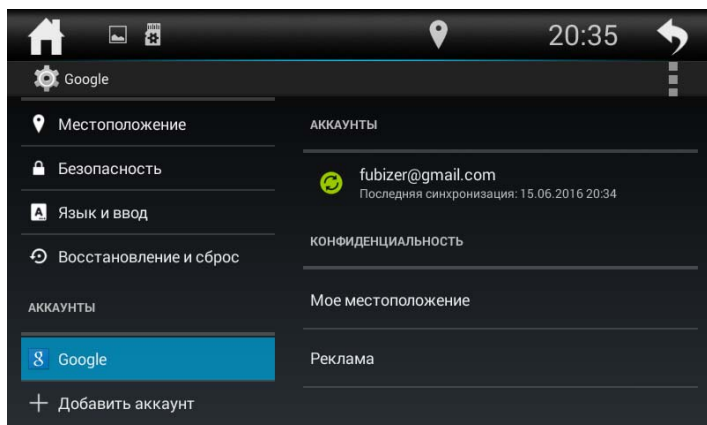 20:35
Google
Местоположение
Безопасность
Язык и ввод
Восстановление и сброс
АККАУНТЫ
Google
Добавить аккаунт
АККАУНТЫ
fubizer@gmail.com
Последняя синхронизация: 15.06.2016 20:34
КОНФИДЕНЦИАЛЬНОСТЬ
Мое местоположение
Реклама